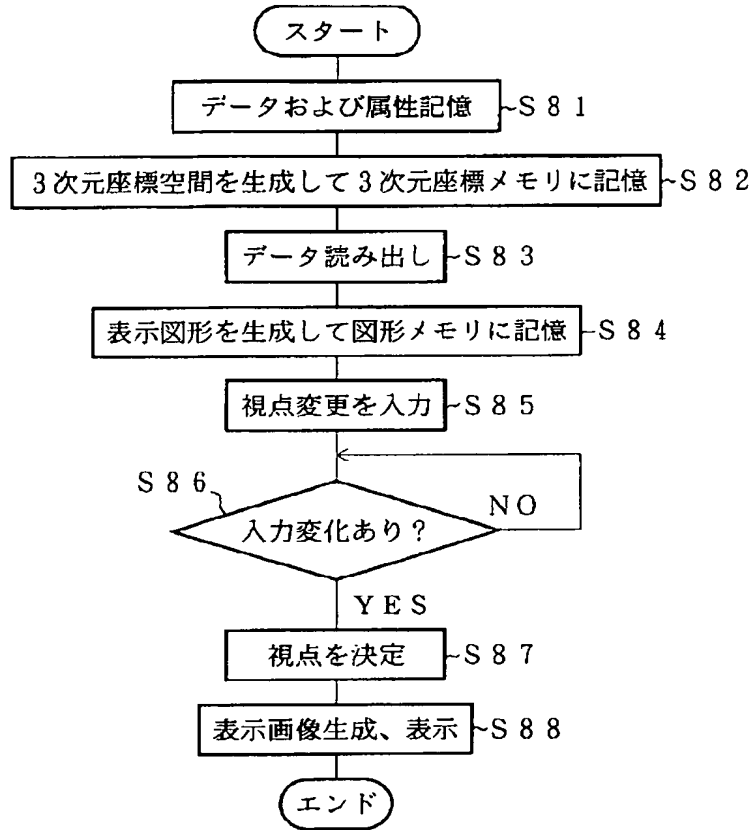 スタート
データおよび属性記憶 ~S81
3次元座標空間を生成して3次元座標メモリに記憶 ~S82
データ読み出し ~S83
表示図形を生成して図形メモリに記憶 ~S84
視点変更を入力 ~S85
S86
入力変化あり?
NO
YES
視点を決定 ~S87
表示画像生成、表示 ~S88
エンド